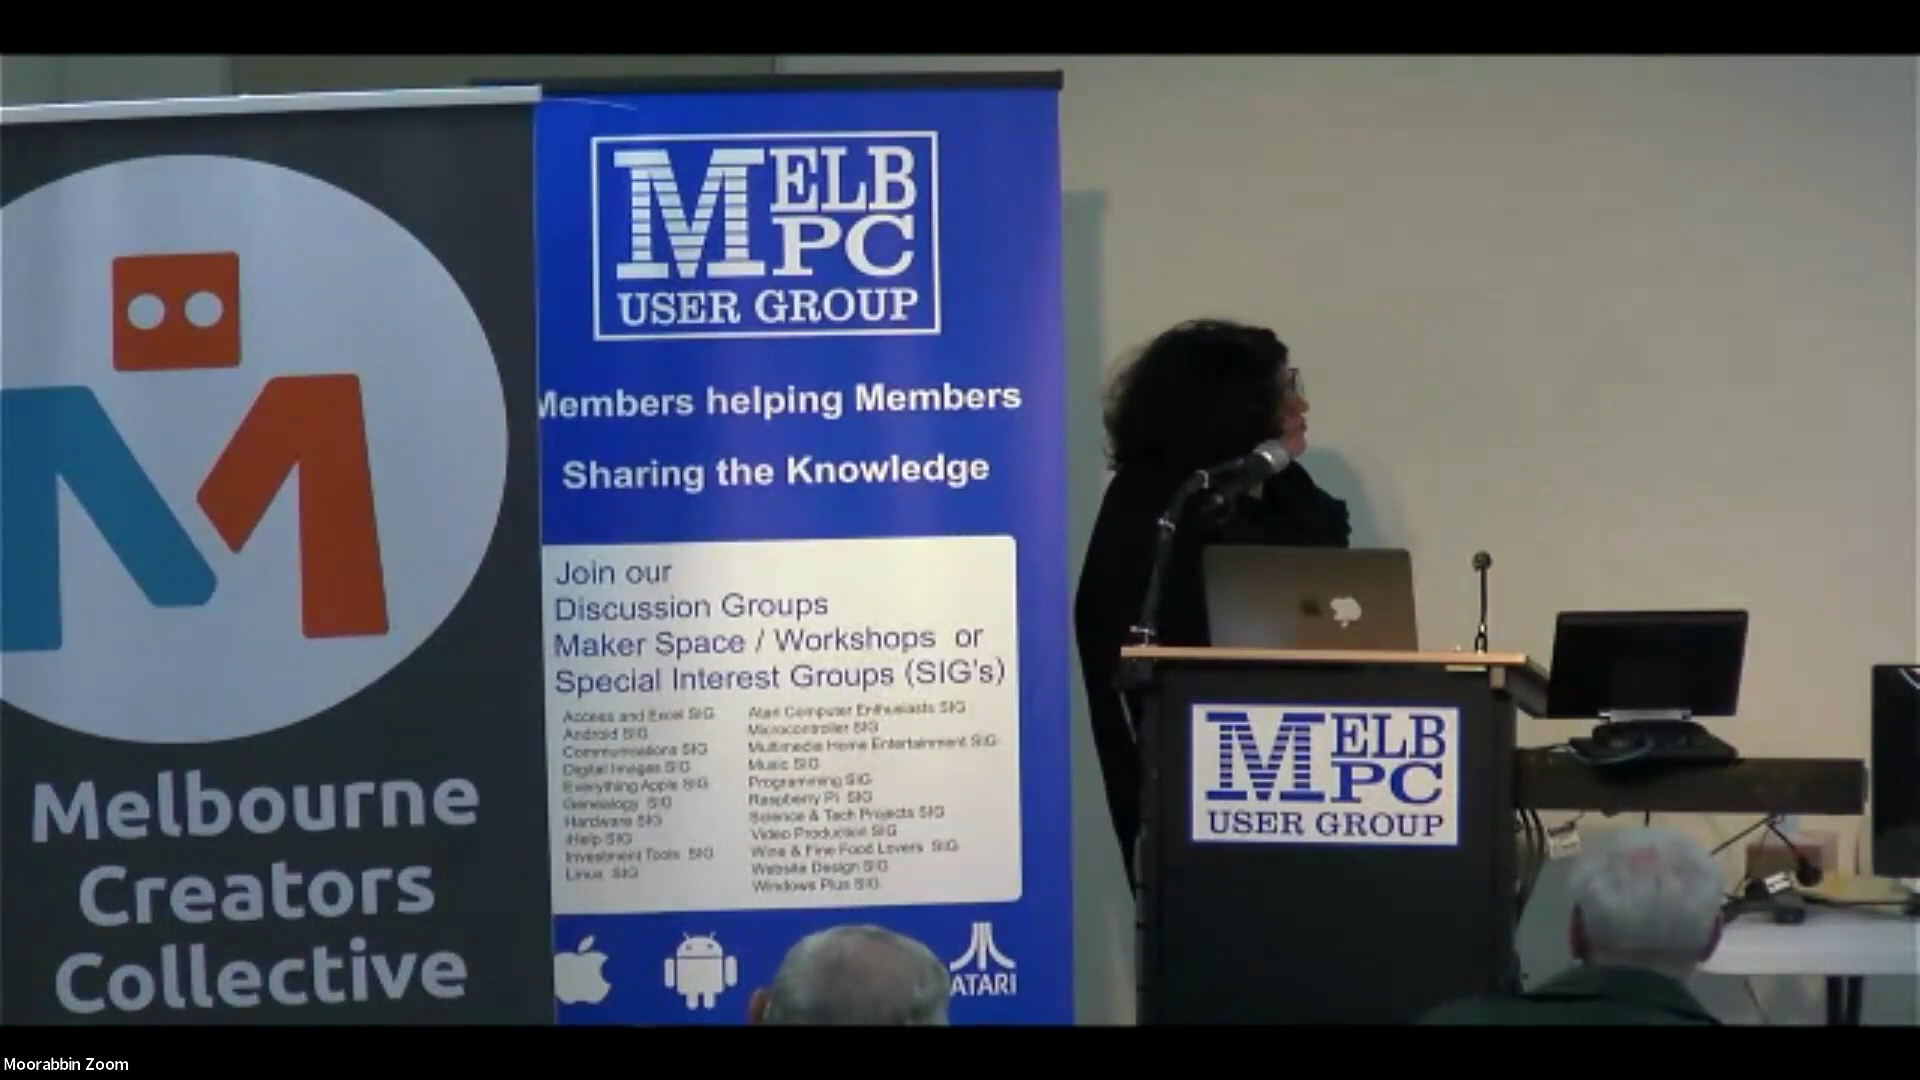 MELB
PC
USER GROUP
Members helping Members
Sharing the Knowledge
Join our
Discussion Groups
Maker Space / Workshops or
Special Interest Groups (SIG's)
Access and Excel SIG
Android SIG
Communications SIG
Digital Images SIG
Everything Apple SIG
Genealogy SIG
Hardware SIG
iHelp SIG
Investment Tools SIG
Linux SIG
Atari Computer Enthusiasts SIG
Microcontroller SIG
Multimedia Home Entertainment SIG
Music SIG
Programming SIG
Raspberry Pi SIG
Science & Tech Projects SIG
Video Production SIG
Wine & Fine Food Lovers SIG
Website Design SIG
Windows Plus SIG
ATARI
Melbourne
Creators
Collective
MELB
PC
USER GROUP
Moorabbin Zoom